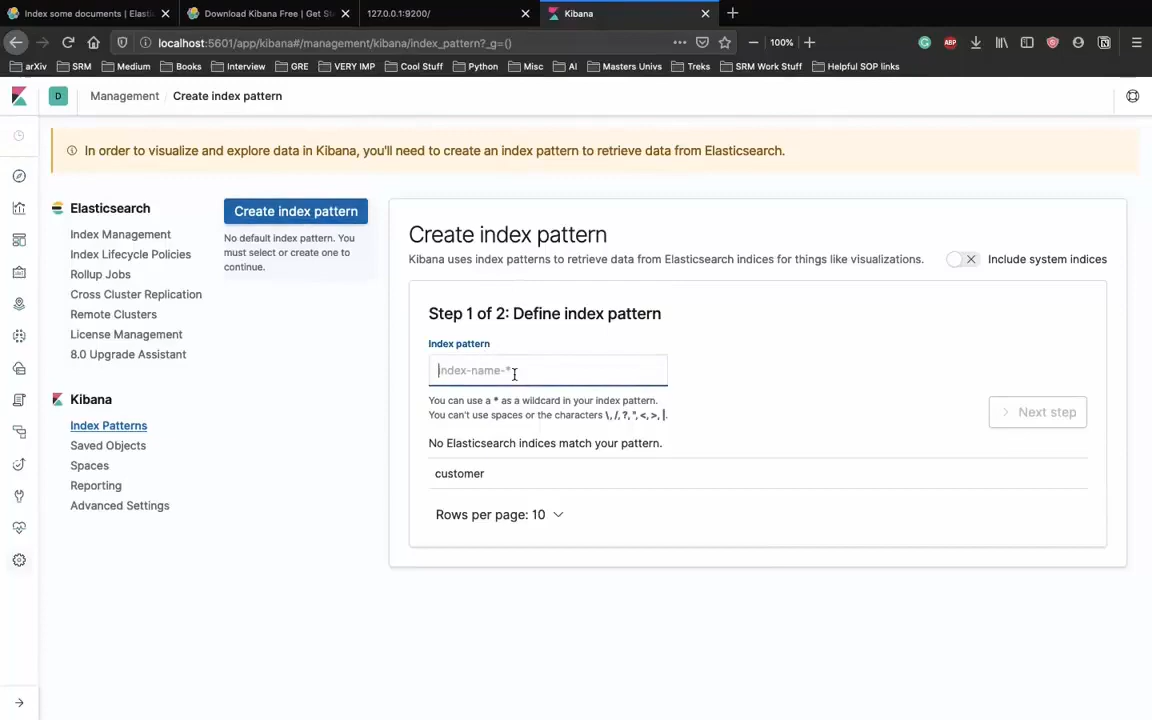 Index some documents | Elasti
Download Kibana Free | Get St
127.0.0.1:9200/
Kibana
localhost:5601/app/kibana#/management/kibana/index_pattern?_g=()
100%
ABP
arXiv
SRM
Medium
Books
Interview
GRE
VERY IMP
Cool Stuff
Python
Misc
AI
Masters Univs
Treks
SRM Work Stuff
Helpful SOP links
D
Management / Create index pattern
In order to visualize and explore data in Kibana, you'll need to create an index pattern to retrieve data from Elasticsearch.
Elasticsearch
Index Management
Index Lifecycle Policies
Rollup Jobs
Cross Cluster Replication
Remote Clusters
License Management
8.0 Upgrade Assistant
Kibana
Index Patterns
Saved Objects
Spaces
Reporting
Advanced Settings
Create index pattern
No default index pattern. You
must select or create one to
continue.
Create index pattern
Kibana uses index patterns to retrieve data from Elasticsearch indices for things like visualizations.
Include system indices
Step 1 of 2: Define index pattern
Index pattern
index-name-*
You can use a * as a wildcard in your index pattern.
You can't use spaces or the characters \, /, ?, ", <, >, |.
Next step
No Elasticsearch indices match your pattern.
customer
Rows per page: 10